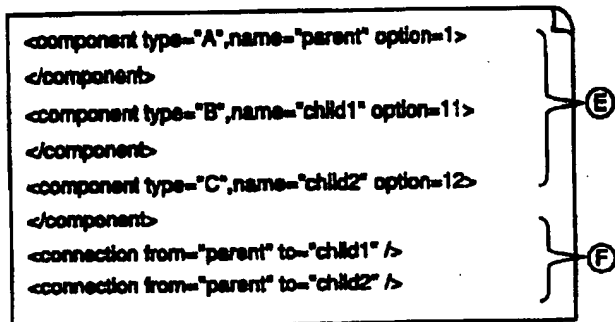 <component type="A",name="parent" option=1>
</component>
<component type="B",name="child1" option=11>
</component>
<component type="C",name="child2" option=12>
</component>
<connection from="parent" to="child1" />
<connection from="parent" to="child2" />
E
F